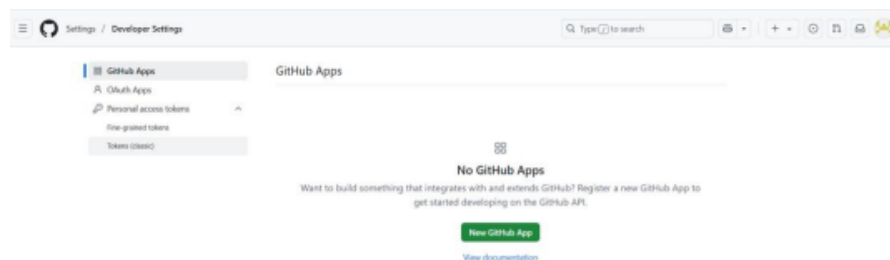 Settings / Developer Settings
Type / to search
GitHub Apps
OAuth Apps
Personal access tokens
Fine-grained tokens
Tokens (classic)
GitHub Apps
No GitHub Apps
Want to build something that integrates with and extends GitHub? Register a new GitHub App to
get started developing on the GitHub API.
New GitHub App
View documentation